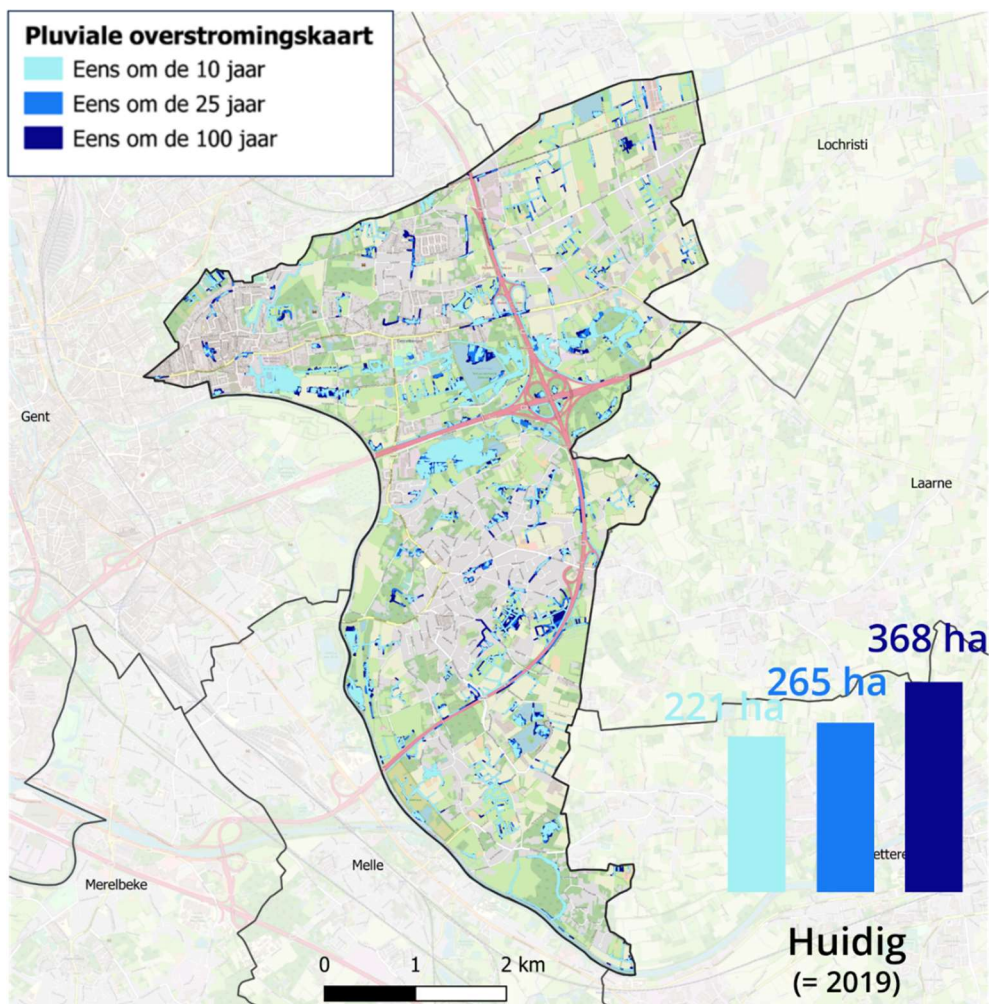 Pluviale overstromingskaart
Eens om de 10 jaar
Eens om de 25 jaar
Eens om de 100 jaar
Lochristi
Gent
Laarne
368 ha
265 ha
221 ha
Melle
Merelbeke
Huidig
(= 2019)
0 1 2 km